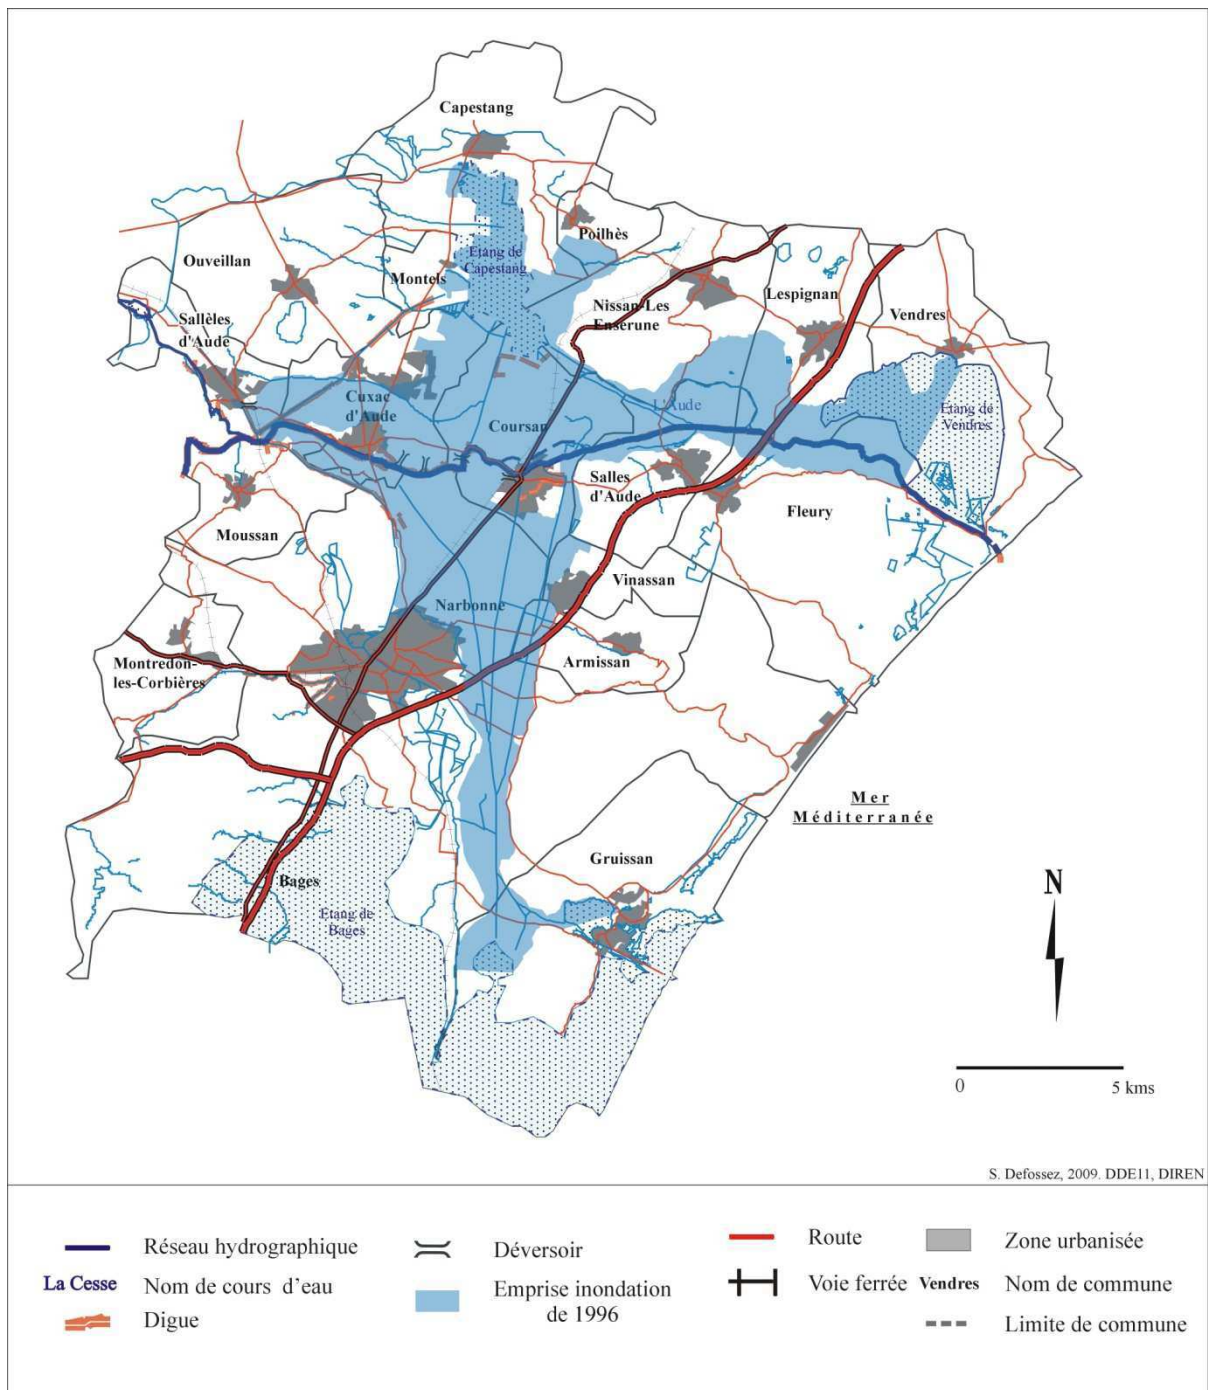 Capestang
Poilhès
Etang de
Capestang
Ouveillan
Montels
Nissan-Les
Enserune
Lespignan
Vendres
Sallèles
d'Aude
Cuxac
d'Aude
L'Aude
Etang de
Vendres
Coursan
Salles
d'Aude
Fleury
Moussan
Vinassan
Narbonne
Armissan
Montredon-
les-Corbières
Mer
Méditerranée
Gruissan
Bages
Etang de
Bages
N
0 5 kms
S. Defossez, 2009. DDE11, DIREN
Réseau hydrographique
La Cesse Nom de cours d'eau
Digue
Déversoir
Emprise inondation
de 1996
Route
Voie ferrée
Zone urbanisée
Vendres Nom de commune
Limite de commune